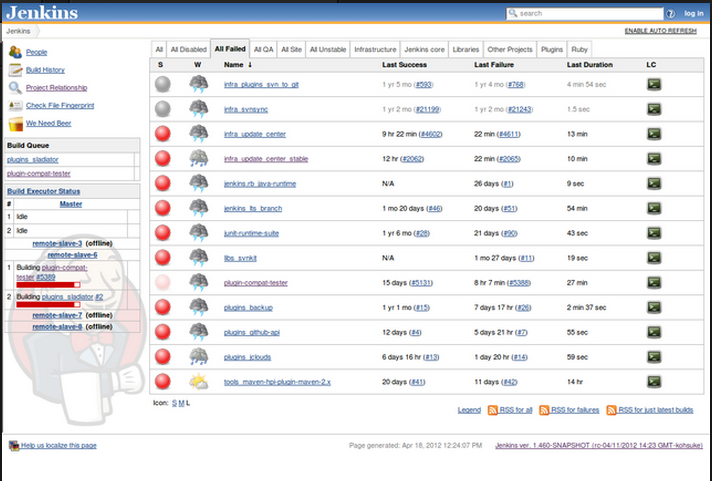 Jenkins
search
log in
Jenkins
ENABLE AUTO REFRESH
People
Build History
Project Relationship
Check File Fingerprint
We Need Beer
Build Queue
plugins_sladiator
plugin-compat-tester
Build Executor Status
# Master
1 Idle
2 Idle
remote-slave-3 (offline)
remote-slave-6
1 Building plugin-compat-
tester #5389
2 Building plugins_sladiator #2
remote-slave-7 (offline)
remote-slave-8 (offline)
All All Disabled All Failed All QA All Site All Unstable Infrastructure Jenkins core Libraries Other Projects Plugins Ruby
S W Name ↓ Last Success Last Failure Last Duration LC
infra_plugins_svn_to_git 1 yr 5 mo (#593) 1 yr 4 mo (#768) 4 min 54 sec
infra_svnsync 1 yr 2 mo (#21199) 1 yr 2 mo (#21243) 1.5 sec
infra_update_center 9 hr 22 min (#4602) 22 min (#4611) 13 min
infra_update_center_stable 12 hr (#2062) 22 min (#2065) 10 min
jenkins.rb_java-runtime N/A 26 days (#1) 9 sec
jenkins_lts_branch 1 mo 20 days (#46) 20 days (#51) 54 min
junit-runtime-suite 1 yr 6 mo (#28) 21 days (#90) 43 sec
libs_svnkit N/A 1 mo 27 days (#11) 19 sec
plugin-compat-tester 15 days (#5131) 8 hr 7 min (#5388) 27 min
plugins_backup 1 yr 1 mo (#15) 7 days 17 hr (#26) 2 min 37 sec
plugins_github-api 12 days (#4) 5 days 21 hr (#7) 55 sec
plugins_jclouds 6 days 16 hr (#13) 1 day 20 hr (#14) 59 sec
tools_maven-hpi-plugin-maven-2.x 20 days (#41) 11 days (#42) 14 hr
Icon: S M L
Legend RSS for all RSS for failures RSS for just latest builds
Help us localize this page
Page generated: Apr 18, 2012 12:24:07 PM
Jenkins ver. 1.460-SNAPSHOT (rc-04/11/2012 14:23 GMT-kohsuke)